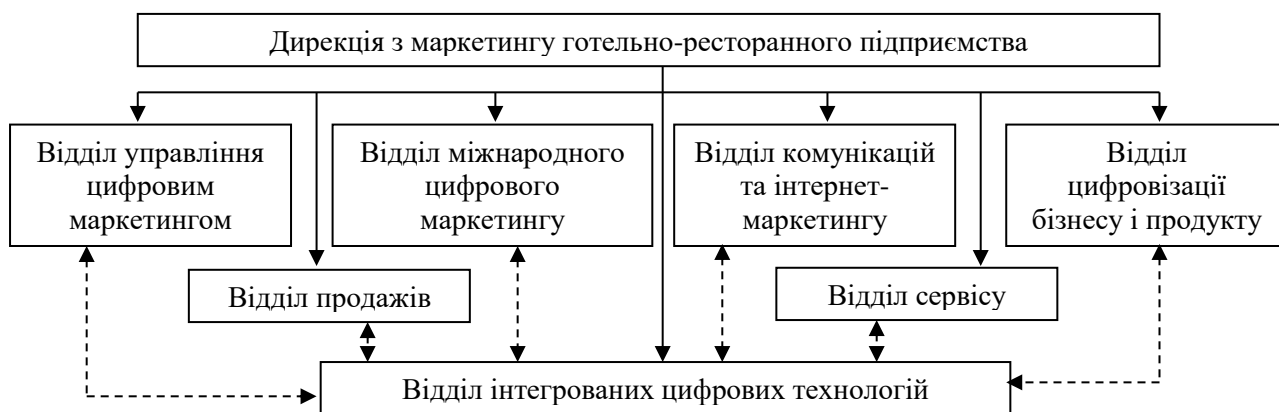 Дирекція з маркетингу готельно-ресторанного підприємства
Відділ управління
цифровим
маркетингом
Відділ міжнародного
цифрового
маркетингу
Відділ комунікацій
та інтернет-
маркетингу
Відділ
цифровізації
бізнесу і продукту
Відділ продажів
Відділ сервісу
Відділ інтегрованих цифрових технологій